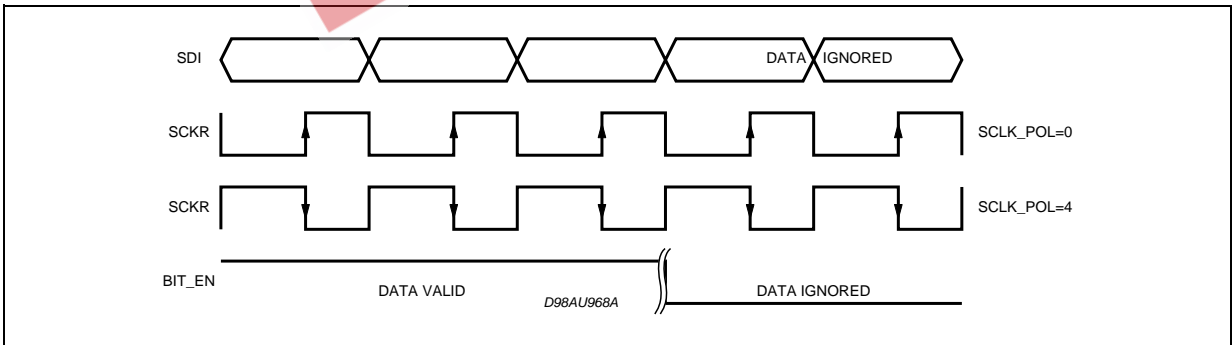 SDI DATA IGNORED
SCKR SCLK_POL=0
SCKR SCLK_POL=4
BIT_EN DATA VALID D98AU968A DATA IGNORED